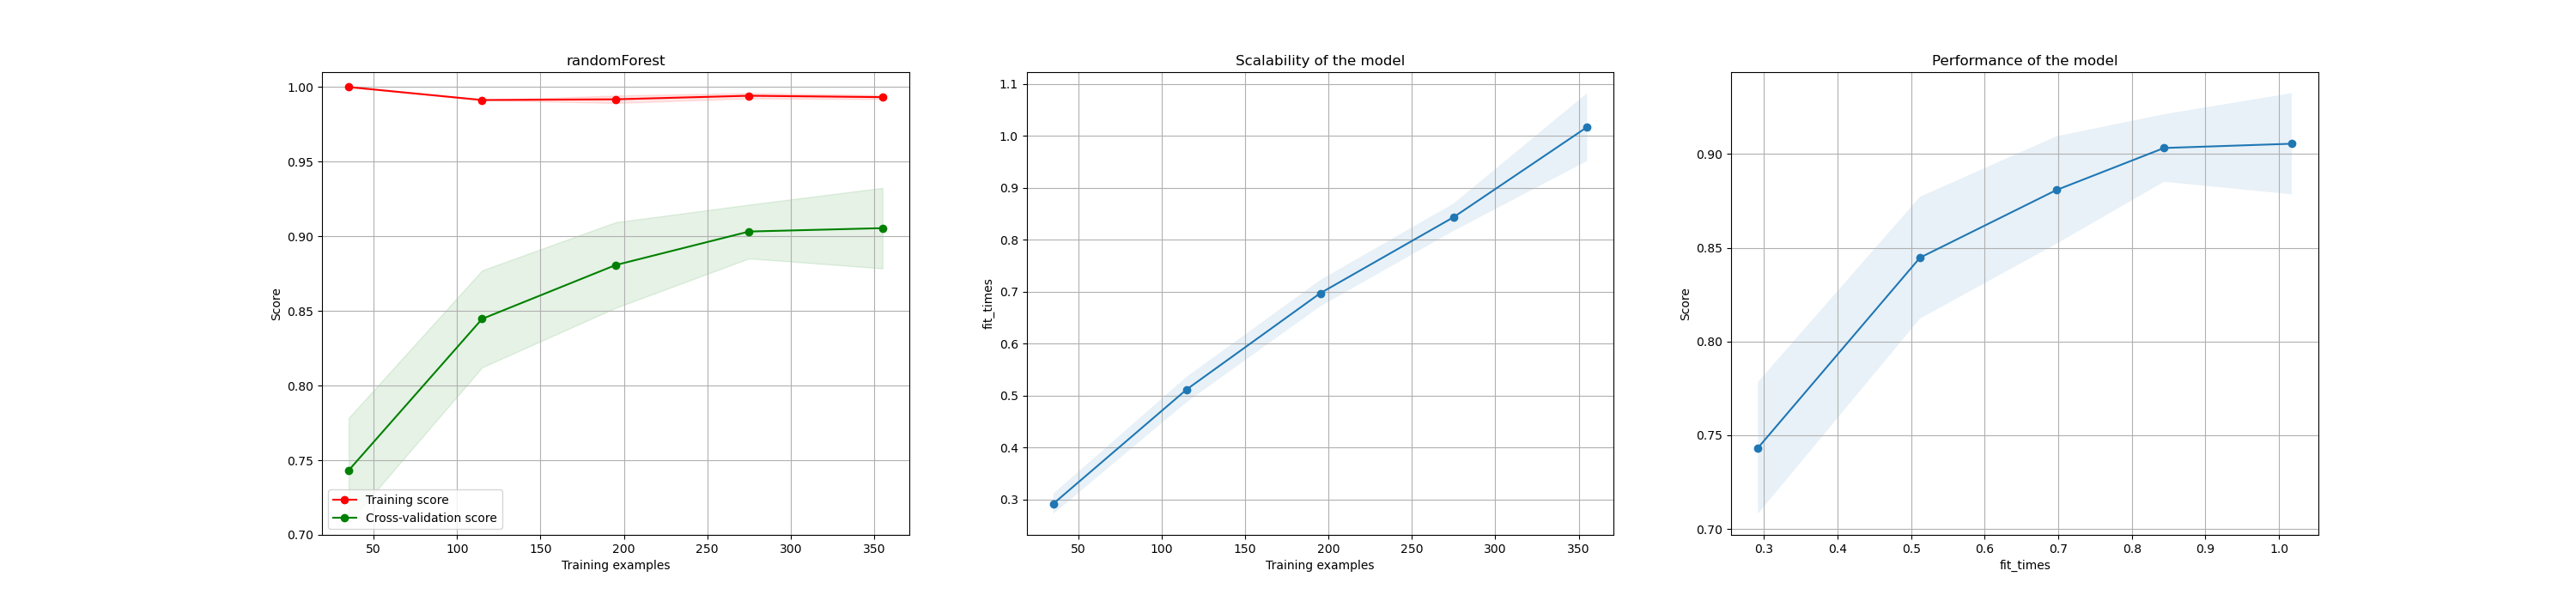 randomForest
1.00
0.95
0.90
0.85
0.80
0.75
0.70
Score
Training score
Cross-validation score
50 100 150 200 250 300 350
Training examples
Scalability of the model
1.1
1.0
0.9
0.8
0.7
0.6
0.5
0.4
0.3
fit_times
50 100 150 200 250 300 350
Training examples
Performance of the model
0.90
0.85
0.80
0.75
0.70
Score
0.3 0.4 0.5 0.6 0.7 0.8 0.9 1.0
fit_times